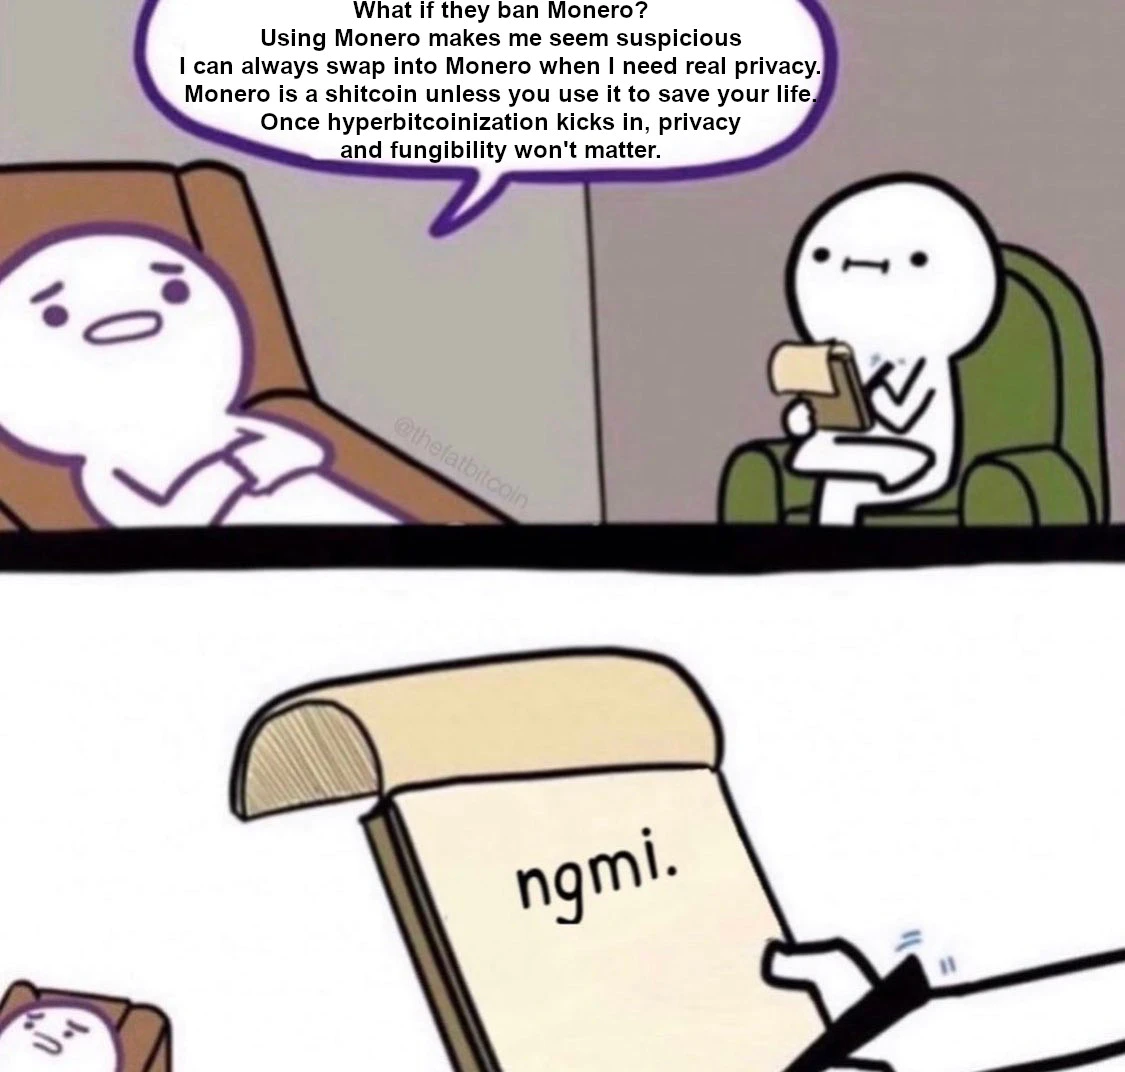 What if they ban Monero?
Using Monero makes me seem suspicious
I can always swap into Monero when I need real privacy.
Monero is a shitcoin unless you use it to save your life.
Once hyperbitcoinization kicks in, privacy
and fungibility won't matter.
@thefatbitcoin
ngmi.